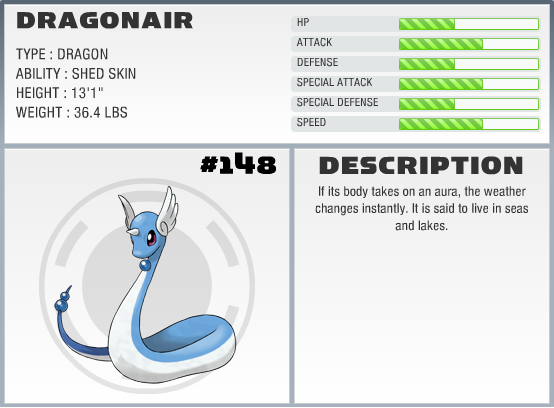 DRAGONAIR
TYPE : DRAGON
ABILITY : SHED SKIN
HEIGHT : 13'1"
WEIGHT : 36.4 LBS
HP
ATTACK
DEFENSE
SPECIAL ATTACK
SPECIAL DEFENSE
SPEED
#148
DESCRIPTION
If its body takes on an aura, the weather
changes instantly. It is said to live in seas
and lakes.